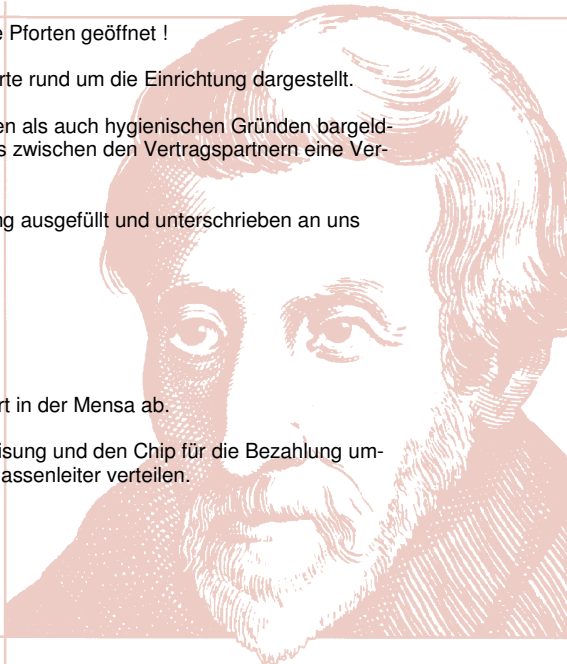 e Pforten geöffnet !
rte rund um die Einrichtung dargestellt.
en als auch hygienischen Gründen bargeld-
s zwischen den Vertragspartnern eine Ver-
ng ausgefüllt und unterschrieben an uns
rt in der Mensa ab.
isung und den Chip für die Bezahlung um-
assenleiter verteilen.